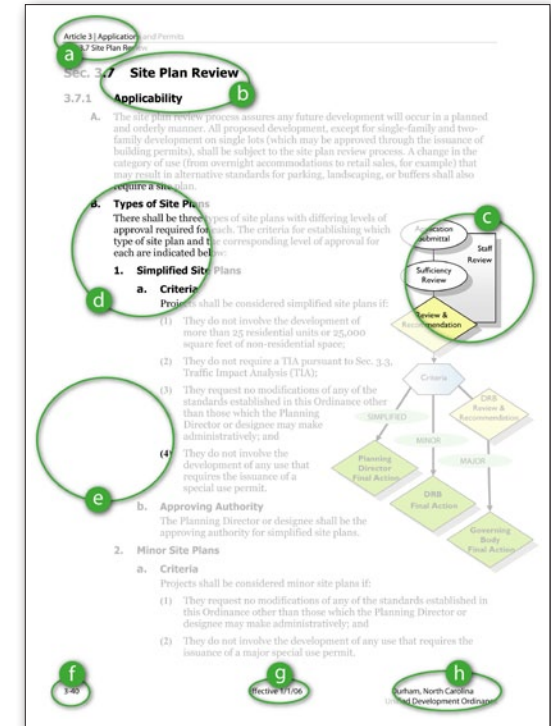 Article 3 | Applications and Permits
3.7 Site Plan Review
a
Sec. 3.7 Site Plan Review
b
3.7.1 Applicability
A. The site plan review process assures any future development will occur in a planned
and orderly manner. All proposed development, except for single-family and two-
family development on single lots (which may be approved through the issuance of
building permits), shall be subject to the site plan review process. A change in the
category of use (from overnight accommodations to retail sales, for example) that
may result in alternative standards for parking, landscaping, or buffers shall also
require a site plan.
B. Types of Site Plans
There shall be three types of site plans with differing levels of
approval required for each. The criteria for establishing which
type of site plan and the corresponding level of approval for
each are indicated below:
1. Simplified Site Plans
d
a. Criteria
Projects shall be considered simplified site plans if:
(1) They do not involve the development of
more than 25 residential units or 25,000
square feet of non-residential space;
(2) They do not require a TIA pursuant to Sec. 3.3,
Traffic Impact Analysis (TIA);
(3) They request no modifications of any of the
standards established in this Ordinance other
than those which the Planning
Director or designee may make
administratively; and
(4) They do not involve the
development of any use that
requires the issuance of a
special use permit.
e
b. Approving Authority
The Planning Director or designee shall be the
approving authority for simplified site plans.
2. Minor Site Plans
a. Criteria
Projects shall be considered minor site plans if:
(1) They request no modifications of any of the standards established in
this Ordinance other than those which the Planning Director or
designee may make administratively; and
(2) They do not involve the development of any use that requires the
issuance of a major special use permit.
c
Application
Submittal
Staff
Review
Sufficiency
Review
Review &
Recommendation
Criteria
DRB
Review &
Recommendation
SIMPLIFIED
MINOR
MAJOR
Planning
Director
Final Action
DRB
Final Action
Governing
Body
Final Action
f
3-40
g
Effective 1/1/06
h
Durham, North Carolina
Unified Development Ordinance